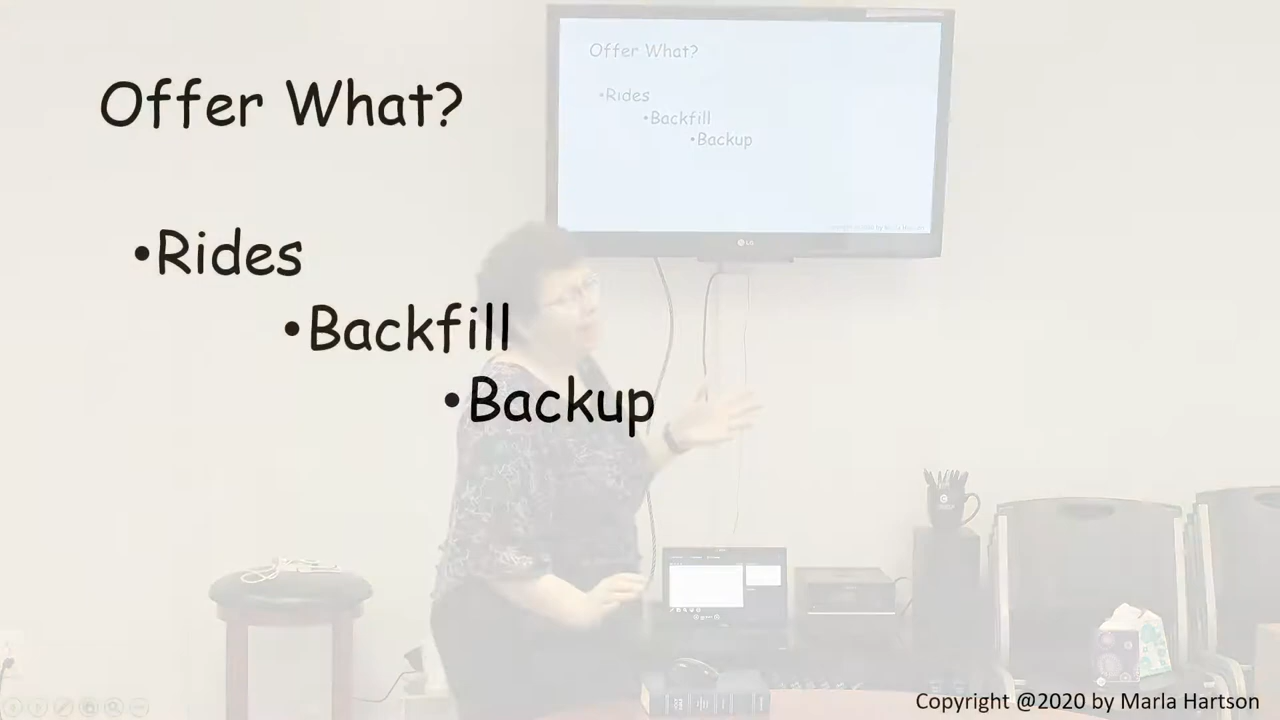 Offer What?
•Rides
•Backfill
•Backup
Offer What?
•Rides
•Backfill
•Backup
LG
Copyright @2020 by Marla Hartson